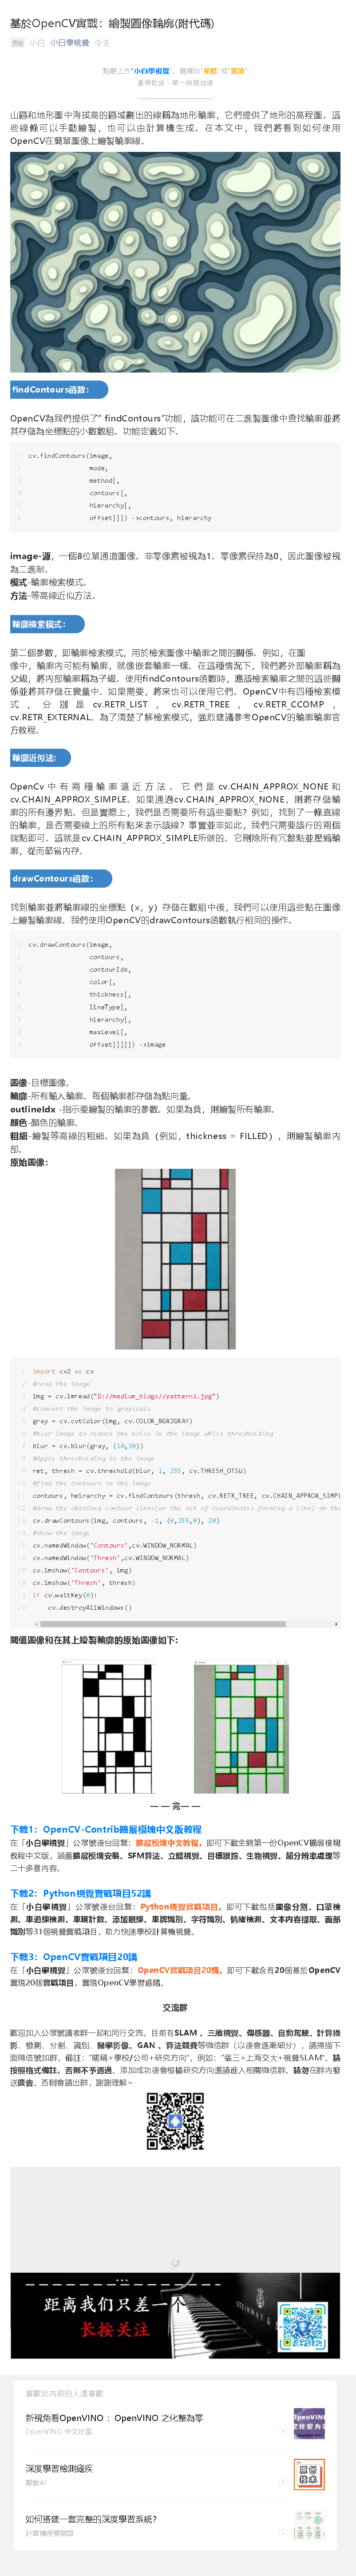 基於OpenCV實戰：繪製圖像輪廓(附代碼)
原創 小白 小白學視覺 今天
點擊上方“小白學視覺”，選擇加"星標"或“置頂”
重磅乾貨，第一時間送達
山區和地形圖中海拔高的區域劃出的線稱為地形輪廓，它們提供了地形的高程圖。這
些線條可以手動繪製，也可以由計算機生成。在本文中，我們將看到如何使用
OpenCV在簡單圖像上繪製輪廓線。
findContours函數：
OpenCV為我們提供了“ findContours”功能，該功能可在二進製圖像中查找輪廓並將
其存儲為坐標點的小數數組。功能定義如下。
1 cv.findContours(image,
2 mode,
3 method[,
4 contours[,
5 hierarchy[,
6 offset]]]) ->contours, hierarchy
image-源，一個8位單通道圖像。非零像素被視為1。零像素保持為0，因此圖像被視
為二進制。
模式-輪廓檢索模式。
方法-等高線近似方法。
輪廓檢索模式：
第二個參數，即輪廓檢索模式，用於檢索圖像中輪廓之間的關係。例如，在圖
像中，輪廓內可能有輪廓，就像嵌套輪廓一樣。在這種情況下，我們將外部輪廓稱為
父級，將內部輪廓稱為子級。使用findContours函數時，應該檢索輪廓之間的這些關
係並將其存儲在變量中。如果需要，將來也可以使用它們。OpenCV中有四種檢索模
式，分別是cv.RETR_LIST，cv.RETR_TREE，cv.RETR_CCOMP，
cv.RETR_EXTERNAL。為了清楚了解檢索模式，強烈建議參考OpenCV的輪廓輪廓官
方教程。
輪廓近似法:
OpenCv中有兩種輪廓逼近方法。它們是cv.CHAIN_APPROX_NONE和
cv.CHAIN_APPROX_SIMPLE。如果通過cv.CHAIN_APPROX_NONE，則將存儲輪
廓的所有邊界點。但是實際上，我們是否需要所有這些要點？例如，找到了一條直線
的輪廓，是否需要線上的所有點來表示該線？事實並非如此，我們只需要該行的兩個
端點即可。這就是cv.CHAIN_APPROX_SIMPLE所做的。它刪除所有冗餘點並壓縮輪
廓，從而節省內存。
drawContours函數：
找到輪廓並將輪廓線的坐標點（x，y）存儲在數組中後，我們可以使用這些點在圖像
上繪製輪廓線。我們使用OpenCV的drawContours函數執行相同的操作。
1 cv.drawContours(image,
2 contours,
3 contourIdx,
4 color[,
5 thickness[,
6 lineType[,
7 hierarchy[,
8 maxLevel[,
9 offset]]]]]) ->image
圖像-目標圖像。
輪廓-所有輸入輪廓。每個輪廓都存儲為點向量。
outlineIdx -指示要繪製的輪廓的參數。如果為負，則繪製所有輪廓。
顏色-顏色的輪廓。
粗細-繪製等高線的粗細。如果為負（例如，thickness = FILLED），則繪製輪廓內
部。
原始圖像：
1 import cv2 as cv
2 #read the image
3 img = cv.imread("D://medium_blogs//pattern1.jpg")
4 #convert the image to grayscale
5 gray = cv.cvtColor(img, cv.COLOR_BGR2GRAY)
6 #blur image to reduce the noise in the image while thresholding
7 blur = cv.blur(gray, (10,10))
8 #Apply thresholding to the image
9 ret, thresh = cv.threshold(blur, 1, 255, cv.THRESH_OTSU)
10 #find the contours in the image
11 contours, heirarchy = cv.findContours(thresh, cv.RETR_TREE, cv.CHAIN_APPROX_SIMPL
12 #draw the obtained contour lines(or the set of coordinates forming a line) on the
13 cv.drawContours(img, contours, -1, (0,255,0), 20)
14 #show the image
15 cv.namedWindow('Contours',cv.WINDOW_NORMAL)
16 cv.namedWindow('Thresh',cv.WINDOW_NORMAL)
17 cv.imshow('Contours', img)
18 cv.imshow('Thresh', thresh)
19 if cv.waitKey(0):
20 cv.destroyAllWindows()
閾值圖像和在其上繪製輪廓的原始圖像如下:
— — 完— —
下載1：OpenCV-Contrib擴展模塊中文版教程
在「小白學視覺」公眾號後台回复：擴展模塊中文教程，即可下載全網第一份OpenCV擴展模塊
教程中文版，涵蓋擴展模塊安裝、SFM算法、立體視覺、目標跟踪、生物視覺、超分辨率處理等
二十多章內容。
下載2：Python視覺實戰項目52講
在「小白學視覺」公眾號後台回复：Python視覺實戰項目，即可下載包括圖像分割、口罩檢
測、車道線檢測、車輛計數、添加眼線、車牌識別、字符識別、情緒檢測、文本內容提取、面部
識別等31個視覺實戰項目，助力快速學校計算機視覺。
下載3：OpenCV實戰項目20講
在「小白學視覺」公眾號後台回复：OpenCV實戰項目20講，即可下載含有20個基於OpenCV
實現20個實戰項目，實現OpenCV學習進階。
交流群
歡迎加入公眾號讀者群一起和同行交流，目前有SLAM、三維視覺、傳感器、自動駕駛、計算攝
影、檢測、分割、識別、醫學影像、GAN、算法競賽等微信群（以後會逐漸細分），請掃描下
面微信號加群，備註：”暱稱+學校/公司+研究方向“，例如：”張三+上海交大+視覺SLAM“。請
按照格式備註，否則不予通過。添加成功後會根據研究方向邀請進入相關微信群。請勿在群內發
送廣告，否則會請出群，謝謝理解~
距离我们只差一个
长按关注
STEINWAY &
喜歡此內容的人還喜歡
新視角看OpenVINO ：OpenVINO 之化整為零
OpenVINO 中文社區
深度學習檢測瘧疾
磐創AI
原创
技术
如何搭建一套完整的深度學習系統？
計算機視覺聯盟